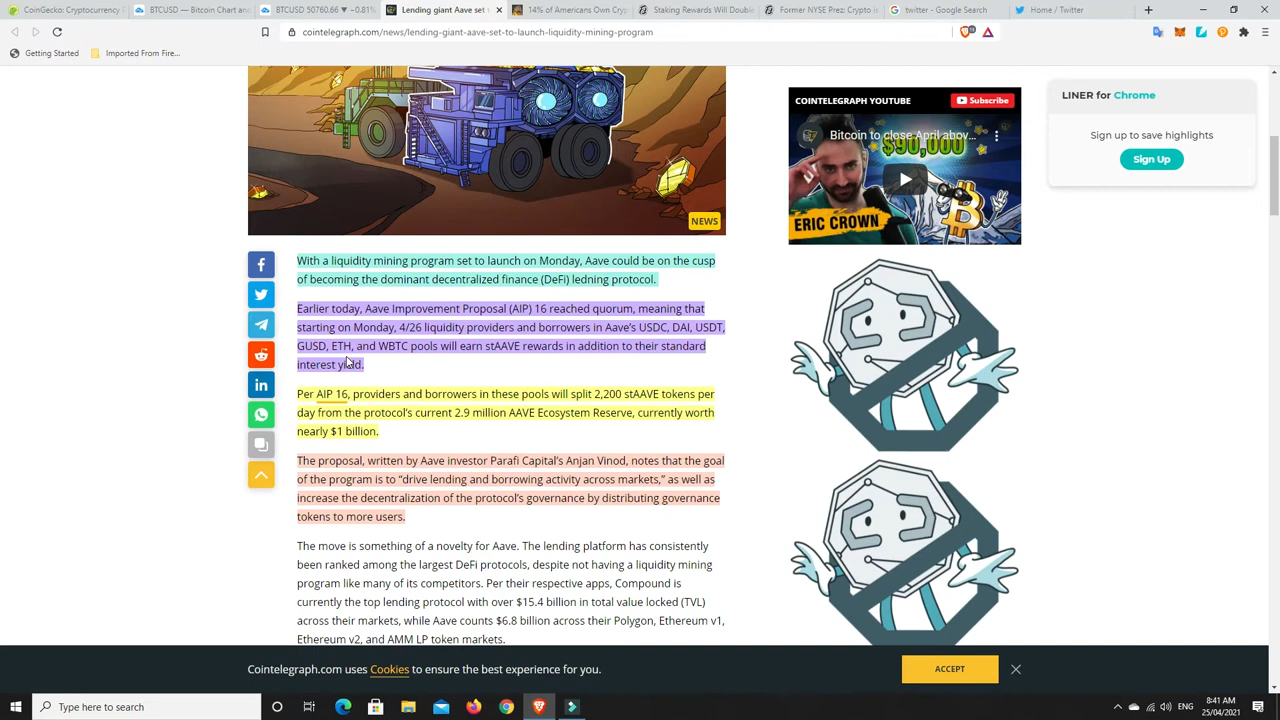 CoinGecko: Cryptocurrency P
BTCUSD — Bitcoin Chart and
BTCUSD 50760.66 ▼ −0.81%
Lending giant Aave set t
14% of Americans Own Cryp
Staking Rewards Will Disrupt
Former NYSE Prez: Crypto is
twitter - Google Search
Home / Twitter
cointelegraph.com/news/lending-giant-aave-set-to-launch-liquidity-mining-program
Getting Started
Imported From Fire...
NEWS
With a liquidity mining program set to launch on Monday, Aave could be on the cusp
of becoming the dominant decentralized finance (DeFi) ledning protocol.
Earlier today, Aave Improvement Proposal (AIP) 16 reached quorum, meaning that
starting on Monday, 4/26 liquidity providers and borrowers in Aave's USDC, DAI, USDT,
GUSD, ETH, and WBTC pools will earn stAAVE rewards in addition to their standard
interest yield.
Per AIP 16, providers and borrowers in these pools will split 2,200 stAAVE tokens per
day from the protocol's current 2.9 million AAVE Ecosystem Reserve, currently worth
nearly $1 billion.
The proposal, written by Aave investor Parafi Capital's Anjan Vinod, notes that the goal
of the program is to “drive lending and borrowing activity across markets,” as well as
increase the decentralization of the protocol's governance by distributing governance
tokens to more users.
The move is something of a novelty for Aave. The lending platform has consistently
been ranked among the largest DeFi protocols, despite not having a liquidity mining
program like many of its competitors. Per their respective apps, Compound is
currently the top lending protocol with over $15.4 billion in total value locked (TVL)
across their markets, while Aave counts $6.8 billion across their Polygon, Ethereum v1,
Ethereum v2, and AMM LP token markets.
COINTELEGRAPH YOUTUBE
Subscribe
Bitcoin to close April abov...
$90,000
ERIC CROWN
LINER for Chrome
Sign up to save highlights
Sign Up
Cointelegraph.com uses Cookies to ensure the best experience for you.
ACCEPT
Type here to search
ENG
8:41 AM
25/04/2021